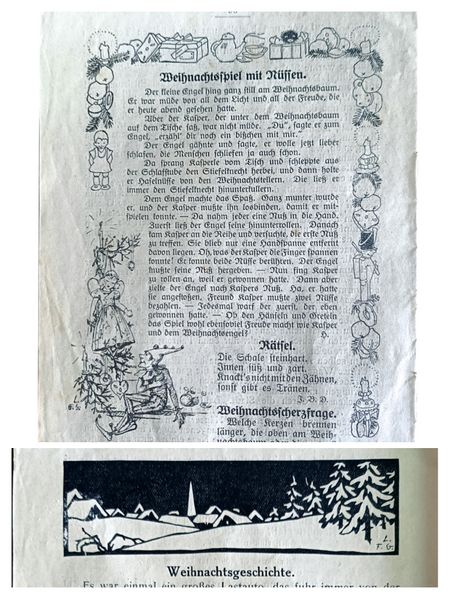 Weihnachtsspiel mit Nüssen.
Der kleine Engel hing ganz still am Weihnachtsbaum.
Er war müde von all dem Licht und all der Freude, die
er heute abend gesehen hatte.
Aber der Kasper, der unter dem Weihnachtsbaum
auf dem Tische saß, war nicht müde. „Du“, sagte er zum
Engel, „erzähl' dir noch ein bißchen mit mir.“
Der Engel gähnte und sagte, er wolle jetzt lieber
schlafen, die Menschen schliefen ja auch schon.
Da sprang Kasperle vom Tisch und schleppte aus
der Schlafstube den Stiefelknecht herbei, und dann holte
er Haselnüsse von den Weihnachtstellern. Die ließ er
immer den Stiefelknecht hinunterkullern.
Dem Engel machte das Spaß. Ganz munter wurde
er, und der Kasper mußte ihn losbinden, damit er mit-
spielen konnte. — Da nahm jeder eine Nuß in die Hand.
Zuerst ließ der Engel seine hinunterrollen. Danach
kam Kasper an die Reihe und versuchte, die erste Nuß
zu treffen. Sie blieb nur eine Handspanne entfernt
davon liegen. Oh, was der Kasper die Finger spannen
konnte! Er konnte beide Nüsse berühren. Der Engel
mußte seine Nuß hergeben. — Nun fing Kasper
zu rollen an, weil er gewonnen hatte. Dann aber
zielte der Engel nach Kaspers Nuß. Ha, er hatte
sie angestoßen. Freund Kasper mußte zwei Nüsse
bezahlen. — Jedesmal warf der zuerst, der eben
gewonnen hatte. — Ob den Hänseln und Greteln
das Spiel wohl ebensoviel Freude macht wie Kasper
und dem Weihnachtsengel? H.
Rätsel.
Die Schale steinhart,
Innen süß und zart.
Knackt's nicht mit den Zähnen,
sonst gibt es Tränen.
J. B. D.
Weihnachtsscherzfrage.
Welche Kerzen brennen
länger, die oben am Weih-
L.
F. G.
Weihnachtsgeschichte.
Es war einmal ein großes Lastauto, das fuhr immer von der